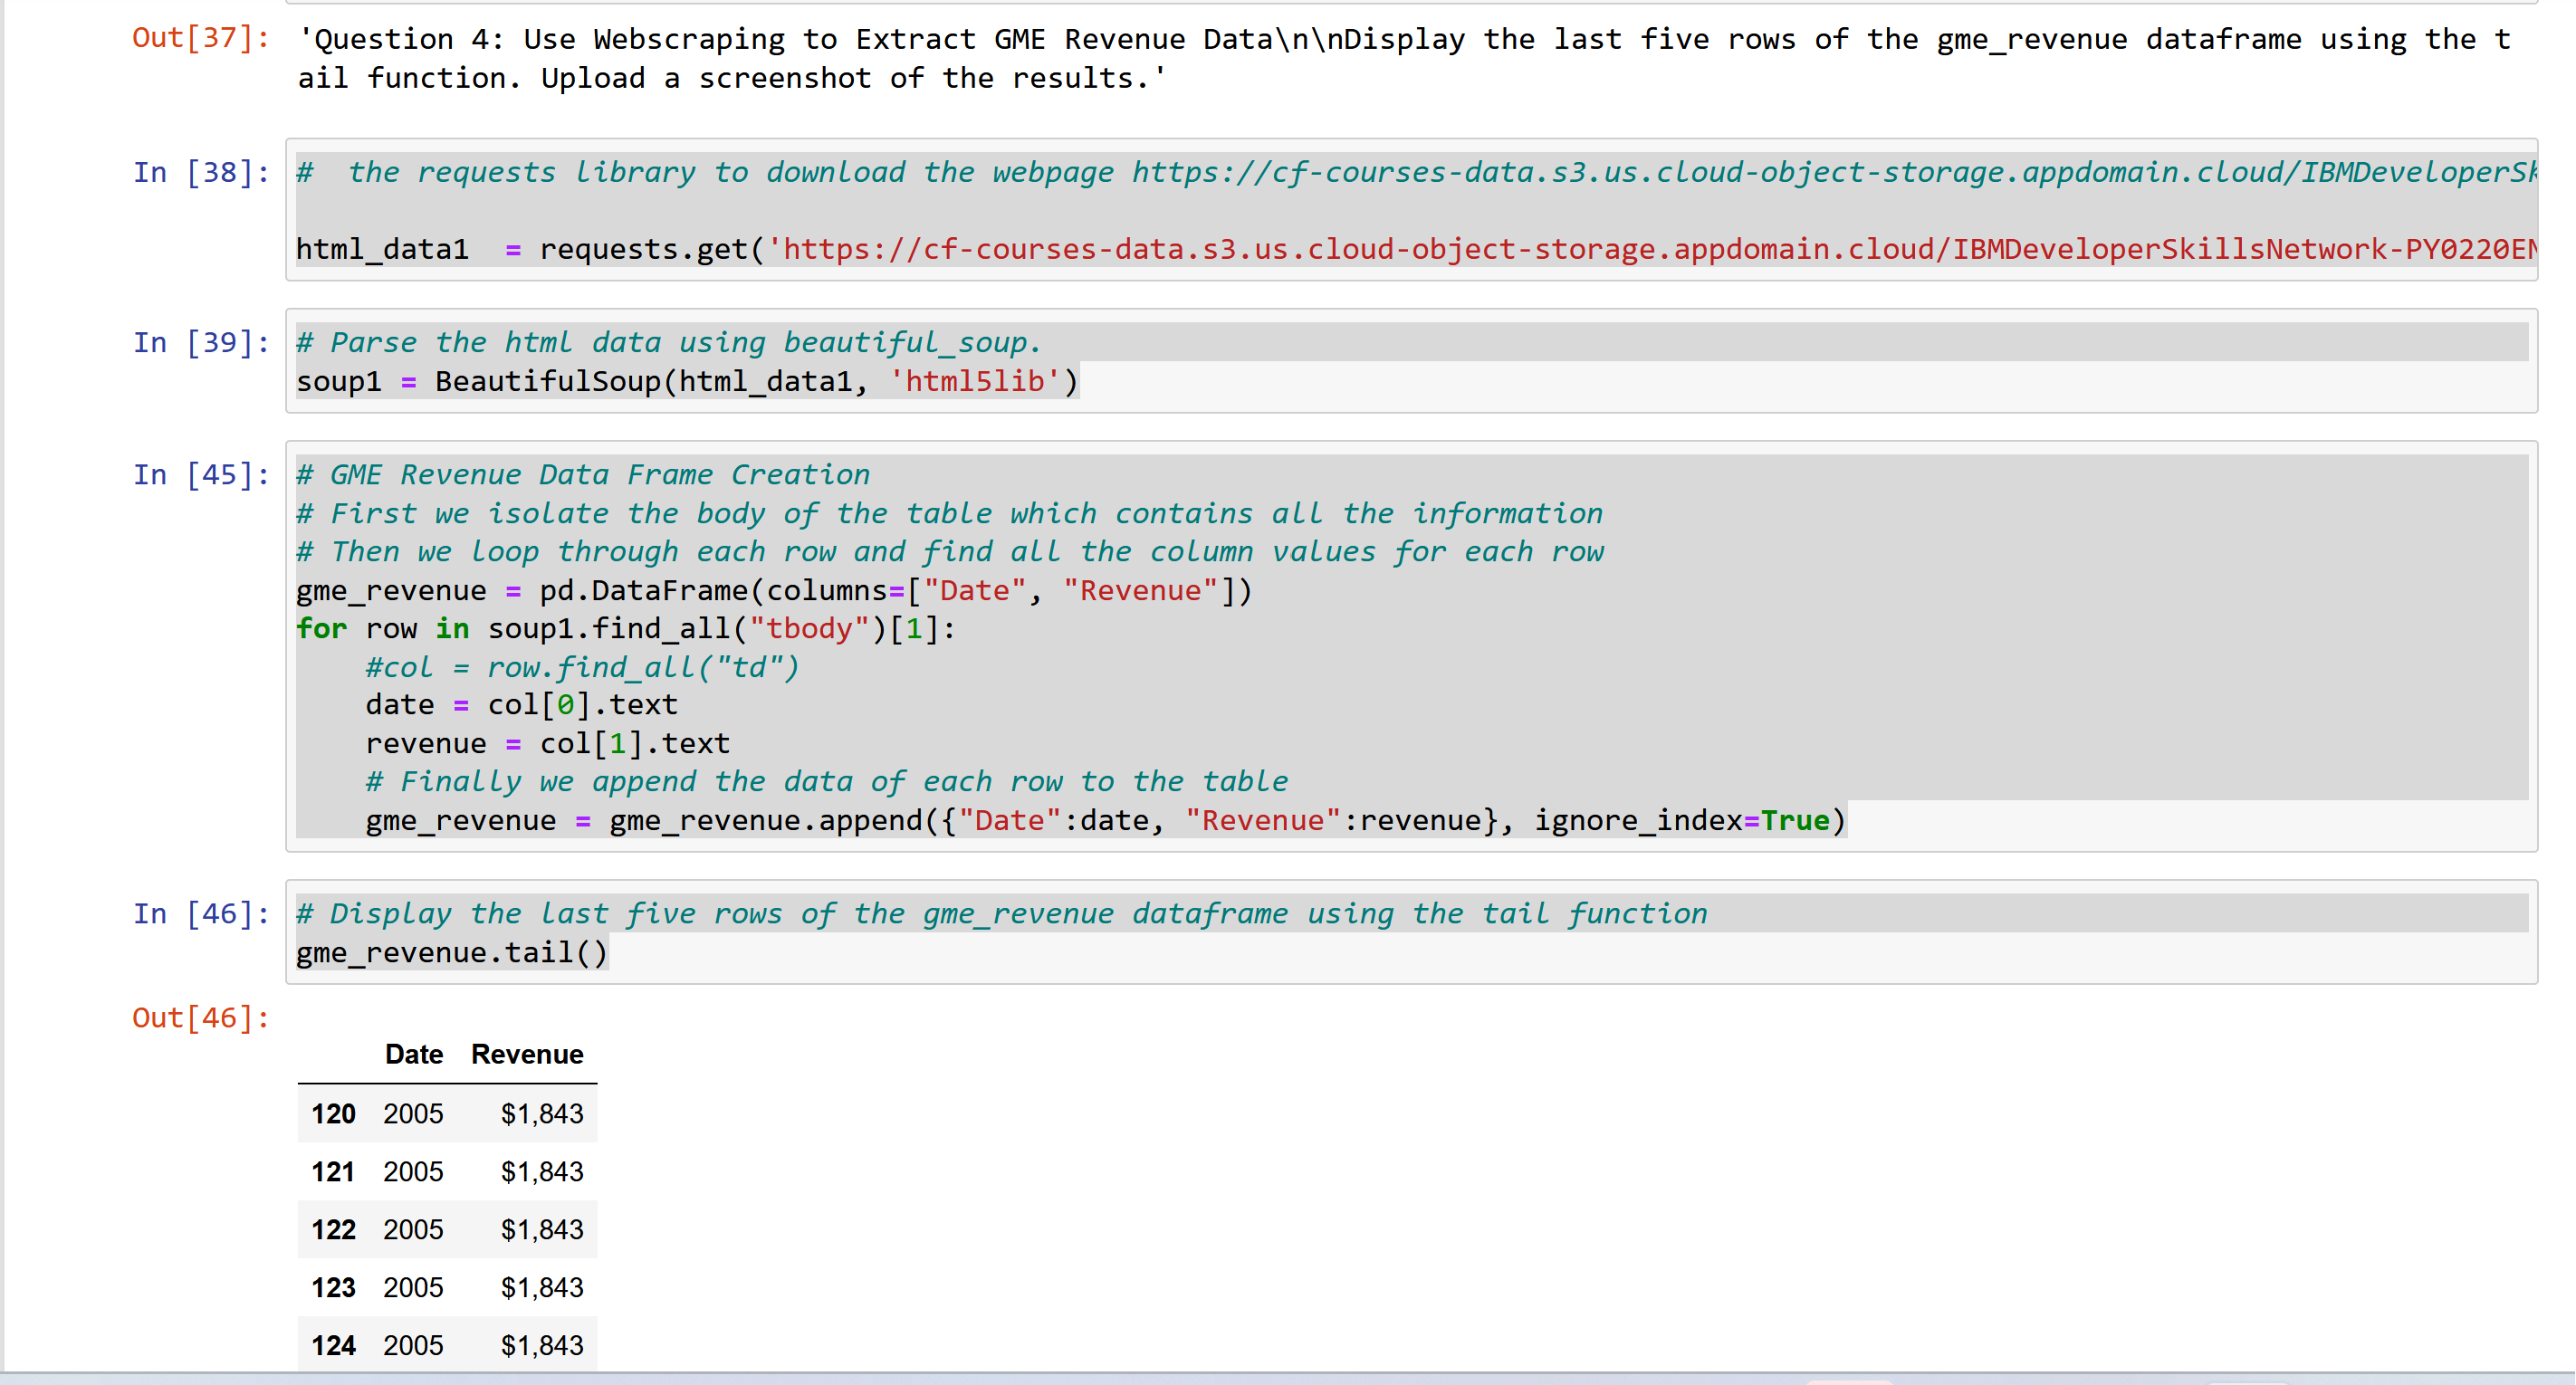 Out[37]: 'Question 4: Use Webscraping to Extract GME Revenue Data\n\nDisplay the last five rows of the gme_revenue dataframe using the t
ail function. Upload a screenshot of the results.'
In [38]: #  the requests library to download the webpage https://cf-courses-data.s3.us.cloud-object-storage.appdomain.cloud/IBMDeveloperSk
html_data1  = requests.get('https://cf-courses-data.s3.us.cloud-object-storage.appdomain.cloud/IBMDeveloperSkillsNetwork-PY0220EN
In [39]: # Parse the html data using beautiful_soup.
soup1 = BeautifulSoup(html_data1, 'html5lib')
In [45]: # GME Revenue Data Frame Creation
# First we isolate the body of the table which contains all the information
# Then we loop through each row and find all the column values for each row
gme_revenue = pd.DataFrame(columns=["Date", "Revenue"])
for row in soup1.find_all("tbody")[1]:
    #col = row.find_all("td")
    date = col[0].text
    revenue = col[1].text
    # Finally we append the data of each row to the table
    gme_revenue = gme_revenue.append({"Date":date, "Revenue":revenue}, ignore_index=True)
In [46]: # Display the last five rows of the gme_revenue dataframe using the tail function
gme_revenue.tail()
Out[46]:
Date Revenue
120 2005 $1,843
121 2005 $1,843
122 2005 $1,843
123 2005 $1,843
124 2005 $1,843